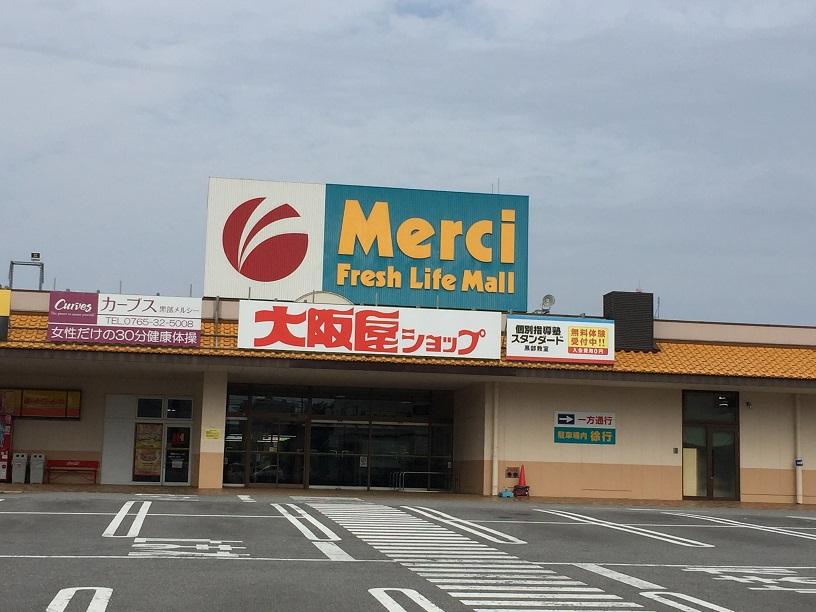 Merci
Fresh Life Mall
Curves
カーブス 黒部メルシー
TEL.0765-32-5008
女性だけの30分健康体操
大阪屋ショップ
個別指導塾
スタンダード
黒部教室
無料体験
受付中!!
入会費用0円
一方通行
駐車場内 徐行